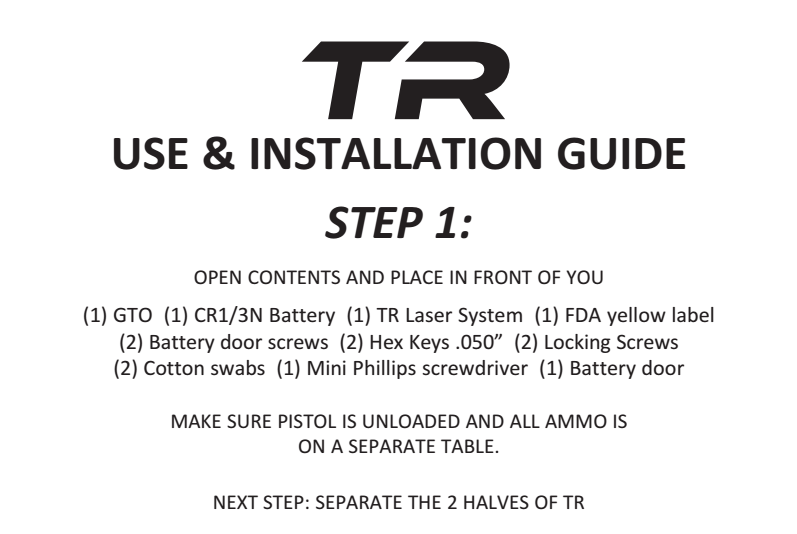 TR
USE & INSTALLATION GUIDE
STEP 1:
OPEN CONTENTS AND PLACE IN FRONT OF YOU
(1) GTO (1) CR1/3N Battery (1) TR Laser System (1) FDA yellow label
(2) Battery door screws (2) Hex Keys .050” (2) Locking Screws
(2) Cotton swabs (1) Mini Phillips screwdriver (1) Battery door
MAKE SURE PISTOL IS UNLOADED AND ALL AMMO IS
ON A SEPARATE TABLE.
NEXT STEP: SEPARATE THE 2 HALVES OF TR